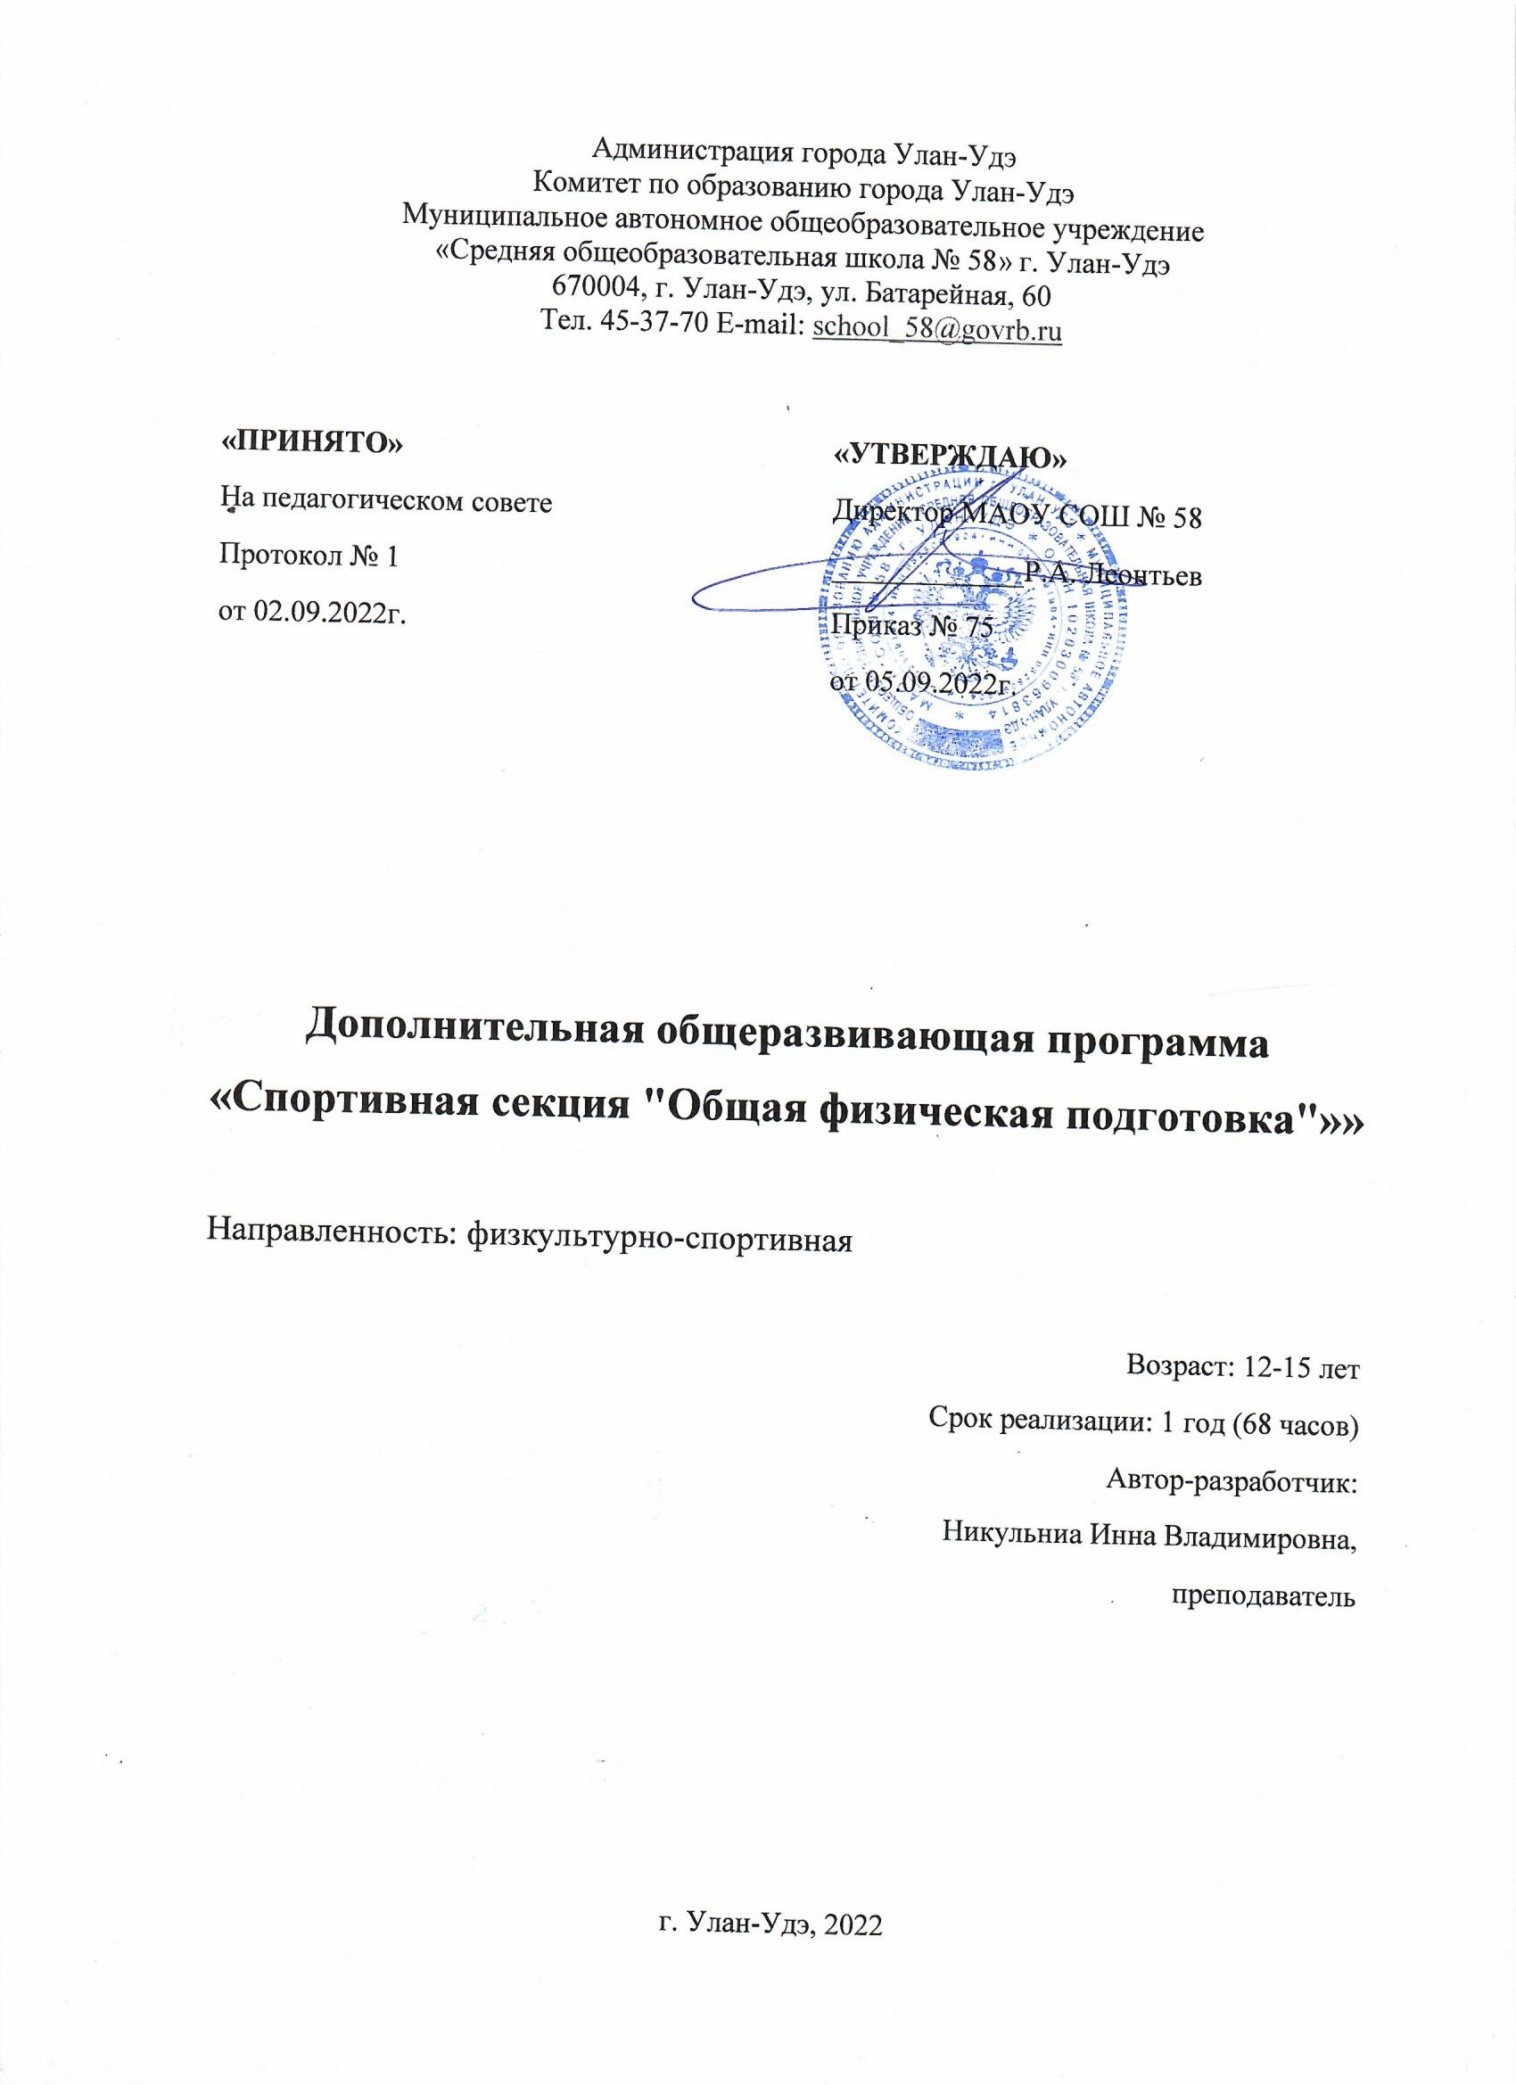 Администрация города Улан-Удэ
Комитет по образованию города Улан-Удэ
Муниципальное автономное общеобразовательное учреждение
«Средняя общеобразовательная школа № 58» г. Улан-Удэ
670004, г. Улан-Удэ, ул. Батарейная, 60
Тел. 45-37-70 E-mail: school_58@govrb.ru
«ПРИНЯТО»
На педагогическом совете
Протокол № 1
от 02.09.2022г.
«УТВЕРЖДАЮ»
Директор МАОУ СОШ № 58
Р.А. Леонтьев
Приказ № 75
от 05.09.2022г.
Дополнительная общеразвивающая программа
«Спортивная секция "Общая физическая подготовка"»»
Направленность: физкультурно-спортивная
Возраст: 12-15 лет
Срок реализации: 1 год (68 часов)
Автор-разработчик:
Никульниа Инна Владимировна,
преподаватель
г. Улан-Удэ, 2022